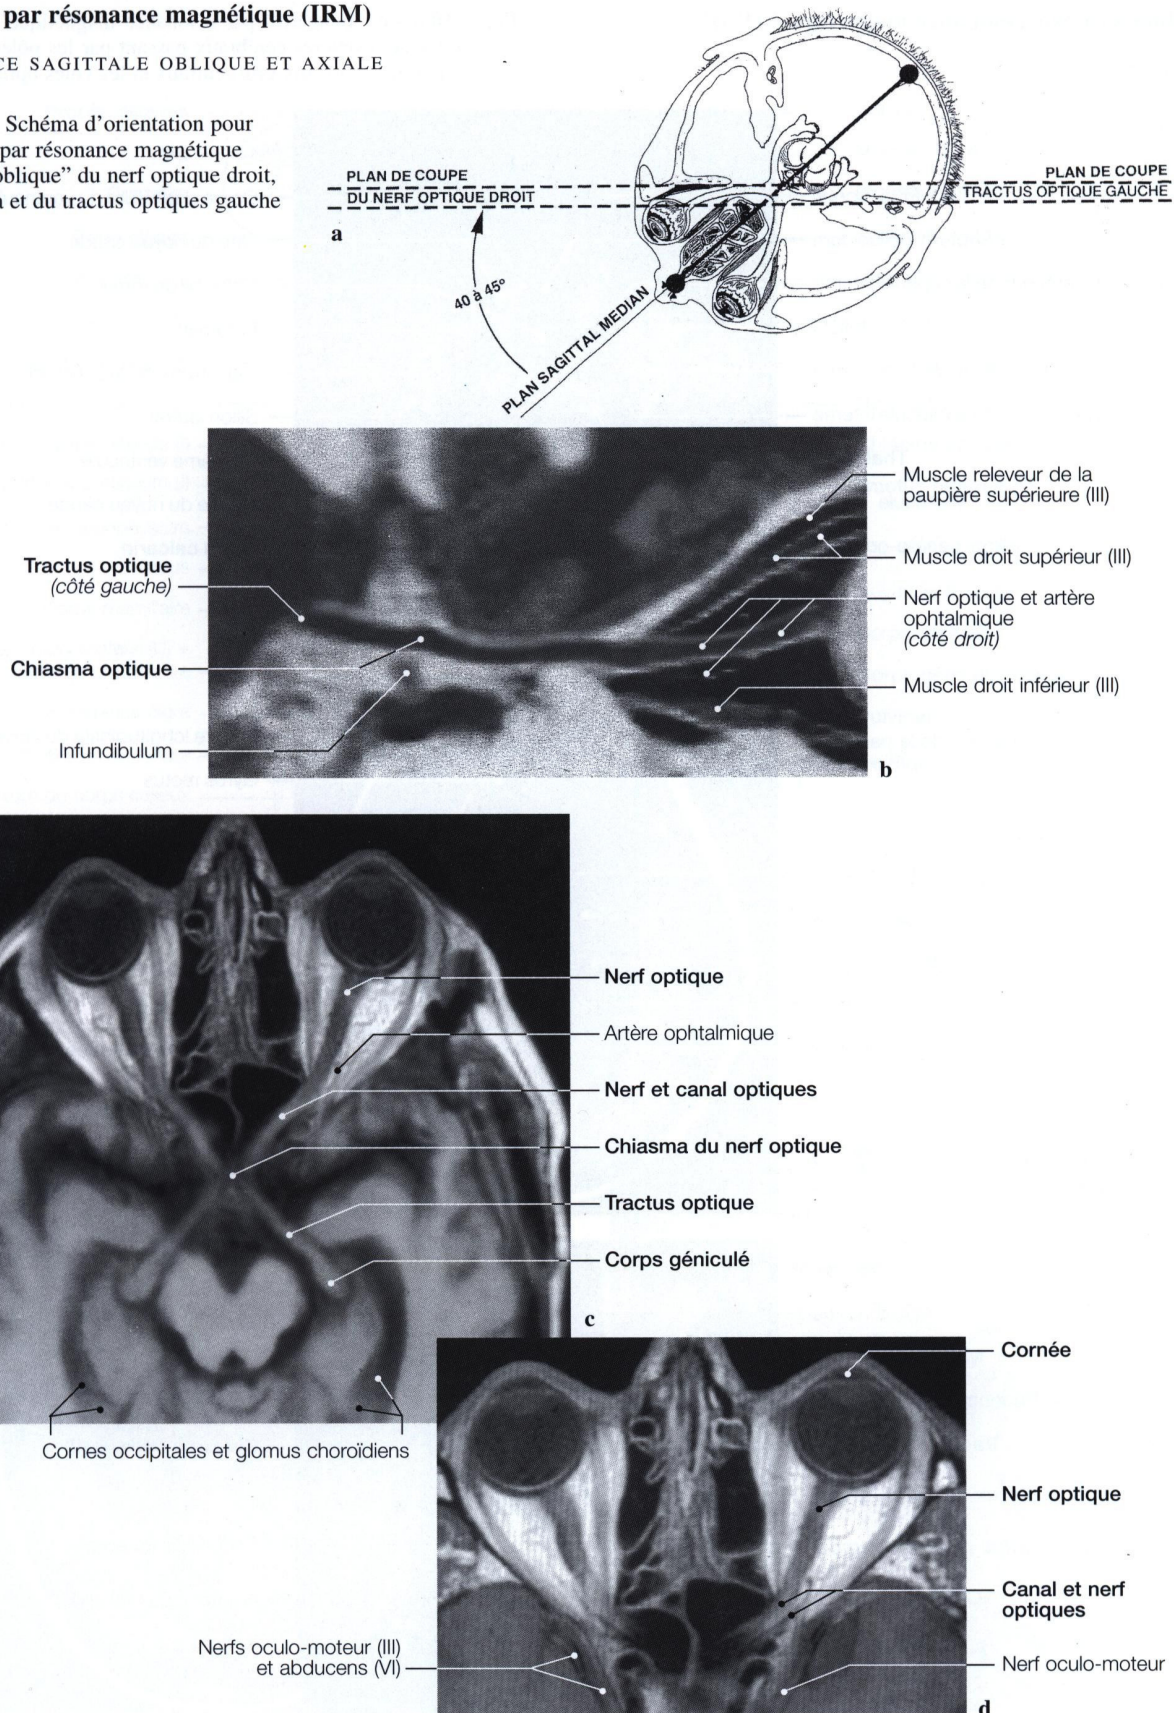 par résonance magnétique (IRM)
CE SAGITTALE OBLIQUE ET AXIALE
Schéma d'orientation pour
par résonance magnétique
oblique” du nerf optique droit,
et du tractus optiques gauche
PLAN DE COUPE
DU NERF OPTIQUE DROIT
PLAN DE COUPE
TRACTUS OPTIQUE GAUCHE
a
40 à 45°
PLAN SAGITTAL MEDIAN
Muscle releveur de la
paupière supérieure (III)
Muscle droit supérieur (III)
Nerf optique et artère
ophtalmique
(côté droit)
Muscle droit inférieur (III)
Tractus optique
(côté gauche)
Chiasma optique
Infundibulum
b
Nerf optique
Artère ophtalmique
Nerf et canal optiques
Chiasma du nerf optique
Tractus optique
Corps géniculé
c
Cornes occipitales et glomus choroïdiens
Cornée
Nerf optique
Canal et nerf
optiques
Nerf oculo-moteur
Nerfs oculo-moteur (III)
et abducens (VI)
d